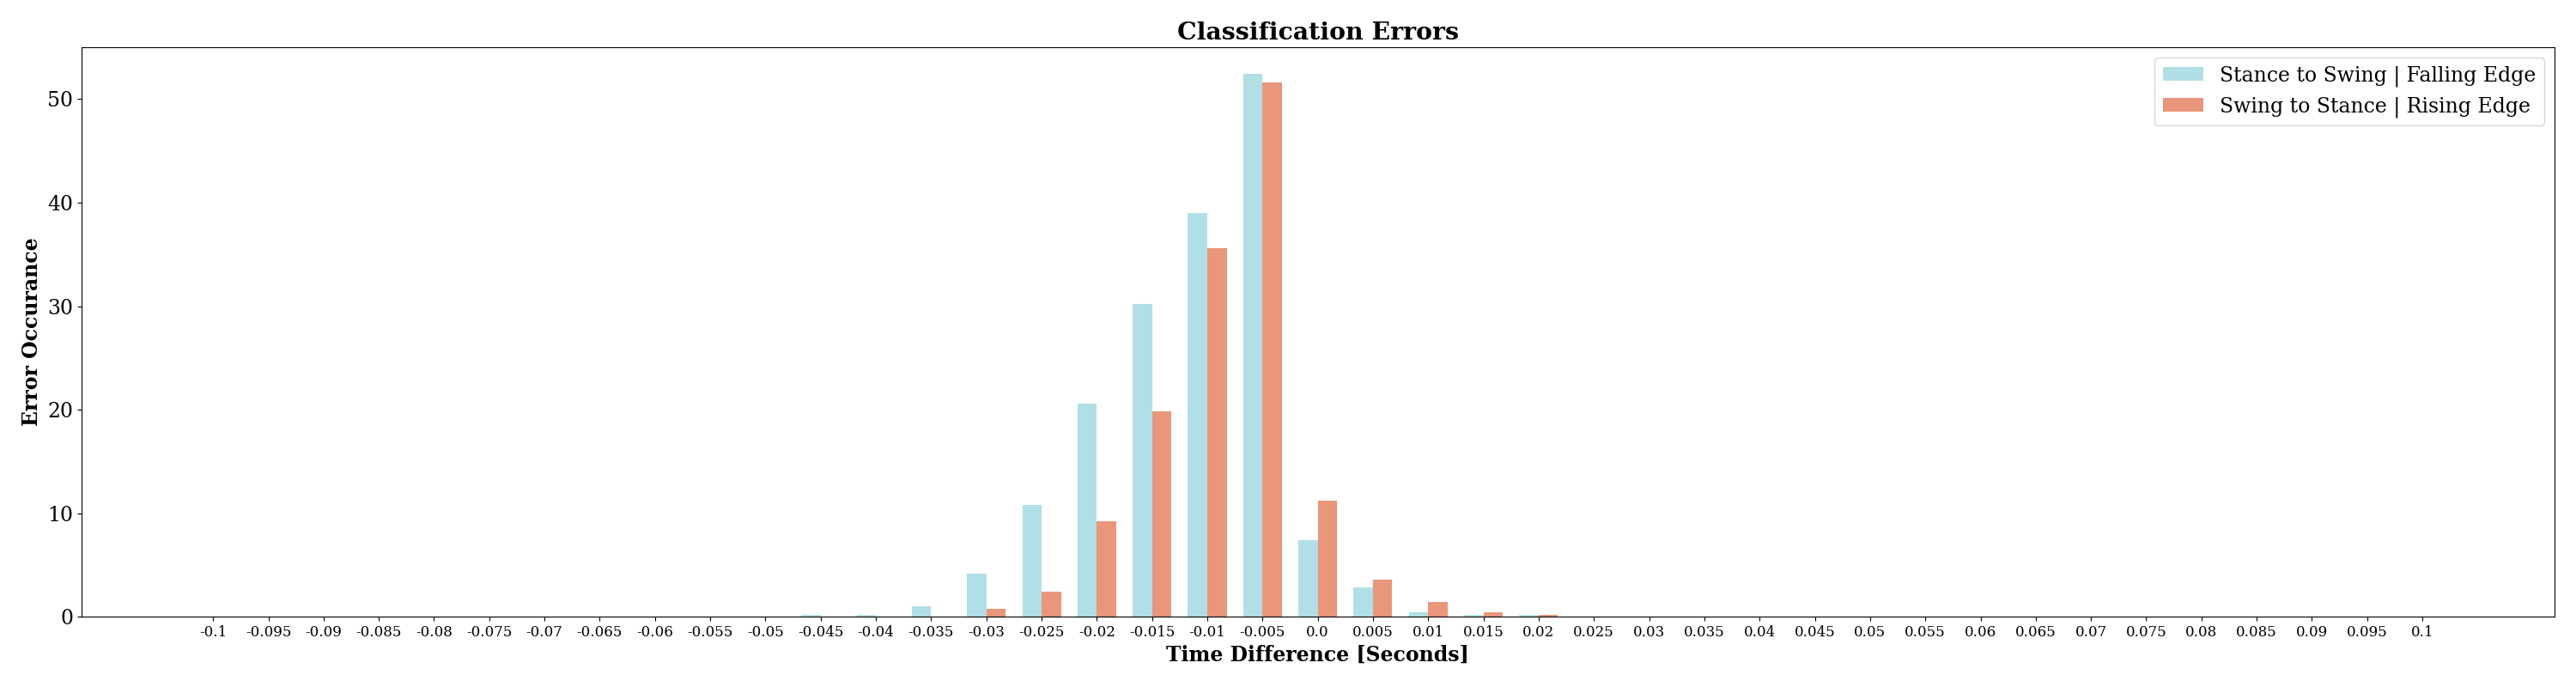 Classification Errors
Stance to Swing | Falling Edge
Swing to Stance | Rising Edge
Error Occurance
50
40
30
20
10
0
-0.1 -0.095 -0.09 -0.085 -0.08 -0.075 -0.07 -0.065 -0.06 -0.055 -0.05 -0.045 -0.04 -0.035 -0.03 -0.025 -0.02 -0.015 -0.01 -0.005 0.0 0.005 0.01 0.015 0.02 0.025 0.03 0.035 0.04 0.045 0.05 0.055 0.06 0.065 0.07 0.075 0.08 0.085 0.09 0.095 0.1
Time Difference [Seconds]